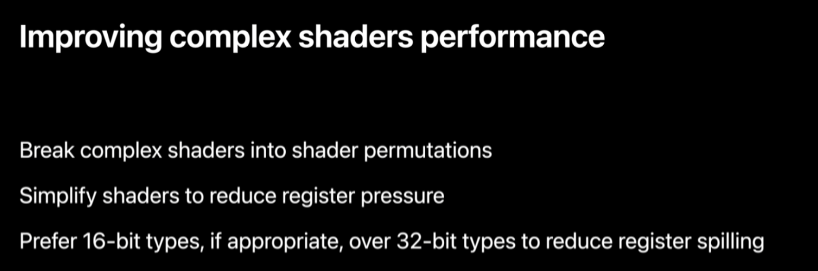 Improving complex shaders performance
Break complex shaders into shader permutations
Simplify shaders to reduce register pressure
Prefer 16-bit types, if appropriate, over 32-bit types to reduce register spilling